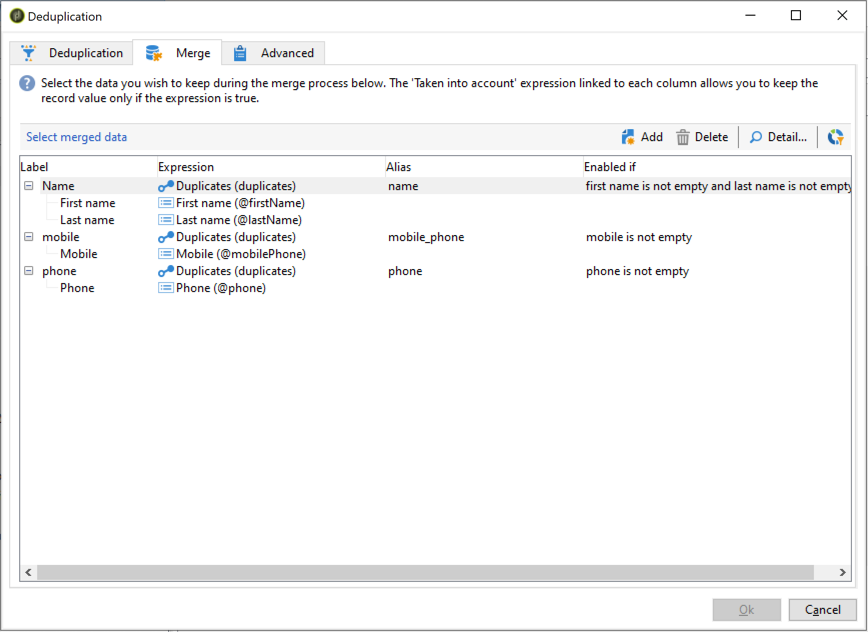 Deduplication
Deduplication Merge Advanced
Select the data you wish to keep during the merge process below. The 'Taken into account' expression linked to each column allows you to keep the
record value only if the expression is true.
Select merged data Add Delete Detail...
Label Expression Alias Enabled if
Name Duplicates (duplicates) name first name is not empty and last name is not empty
First name First name (@firstName)
Last name Last name (@lastName)
mobile Duplicates (duplicates) mobile_phone mobile is not empty
Mobile Mobile (@mobilePhone)
phone Duplicates (duplicates) phone phone is not empty
Phone Phone (@phone)
Ok Cancel